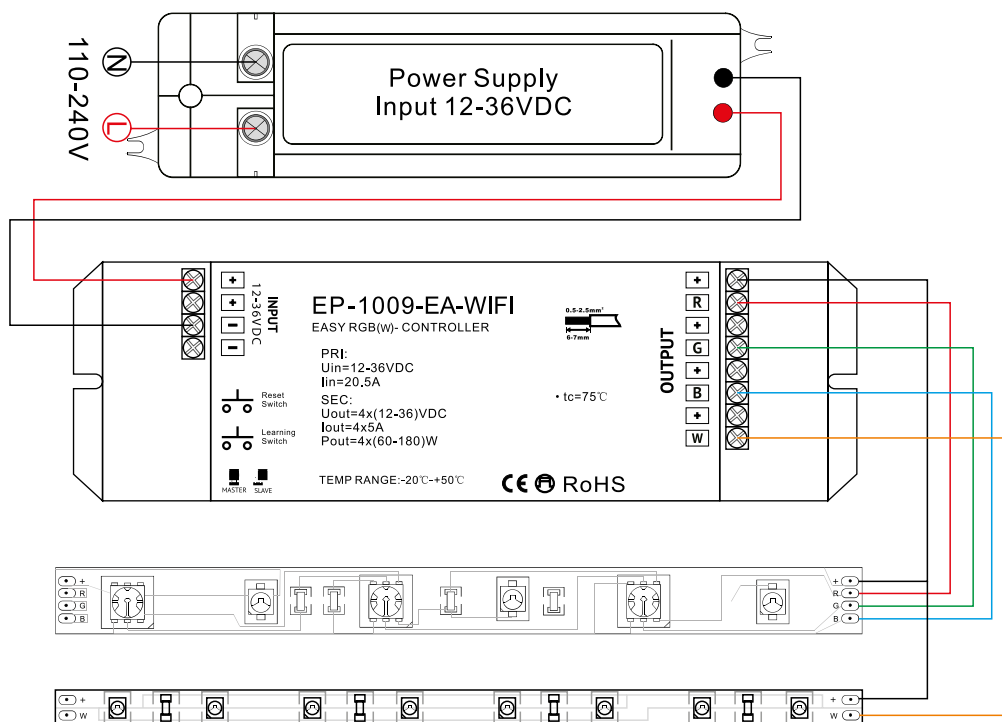 110-240V
N
L
Power Supply
Input 12-36VDC
+
+
−
−
INPUT
12-36VDC
EP-1009-EA-WIFI
EASY RGB(W)- CONTROLLER
PRI:
Uin=12-36VDC
Iin=20.5A
SEC:
Uout=4x(12-36)VDC
Iout=4x5A
Pout=4x(60-180)W
TEMP RANGE:-20℃-+50℃
Reset
Switch
Learning
Switch
MASTER SLAVE
0.5-2.5mm²
6-7mm
• tc=75℃
CE RoHS
OUTPUT
+
R
+
G
+
B
+
W
+
R
G
B
+
R
G
B
+
W
+
W